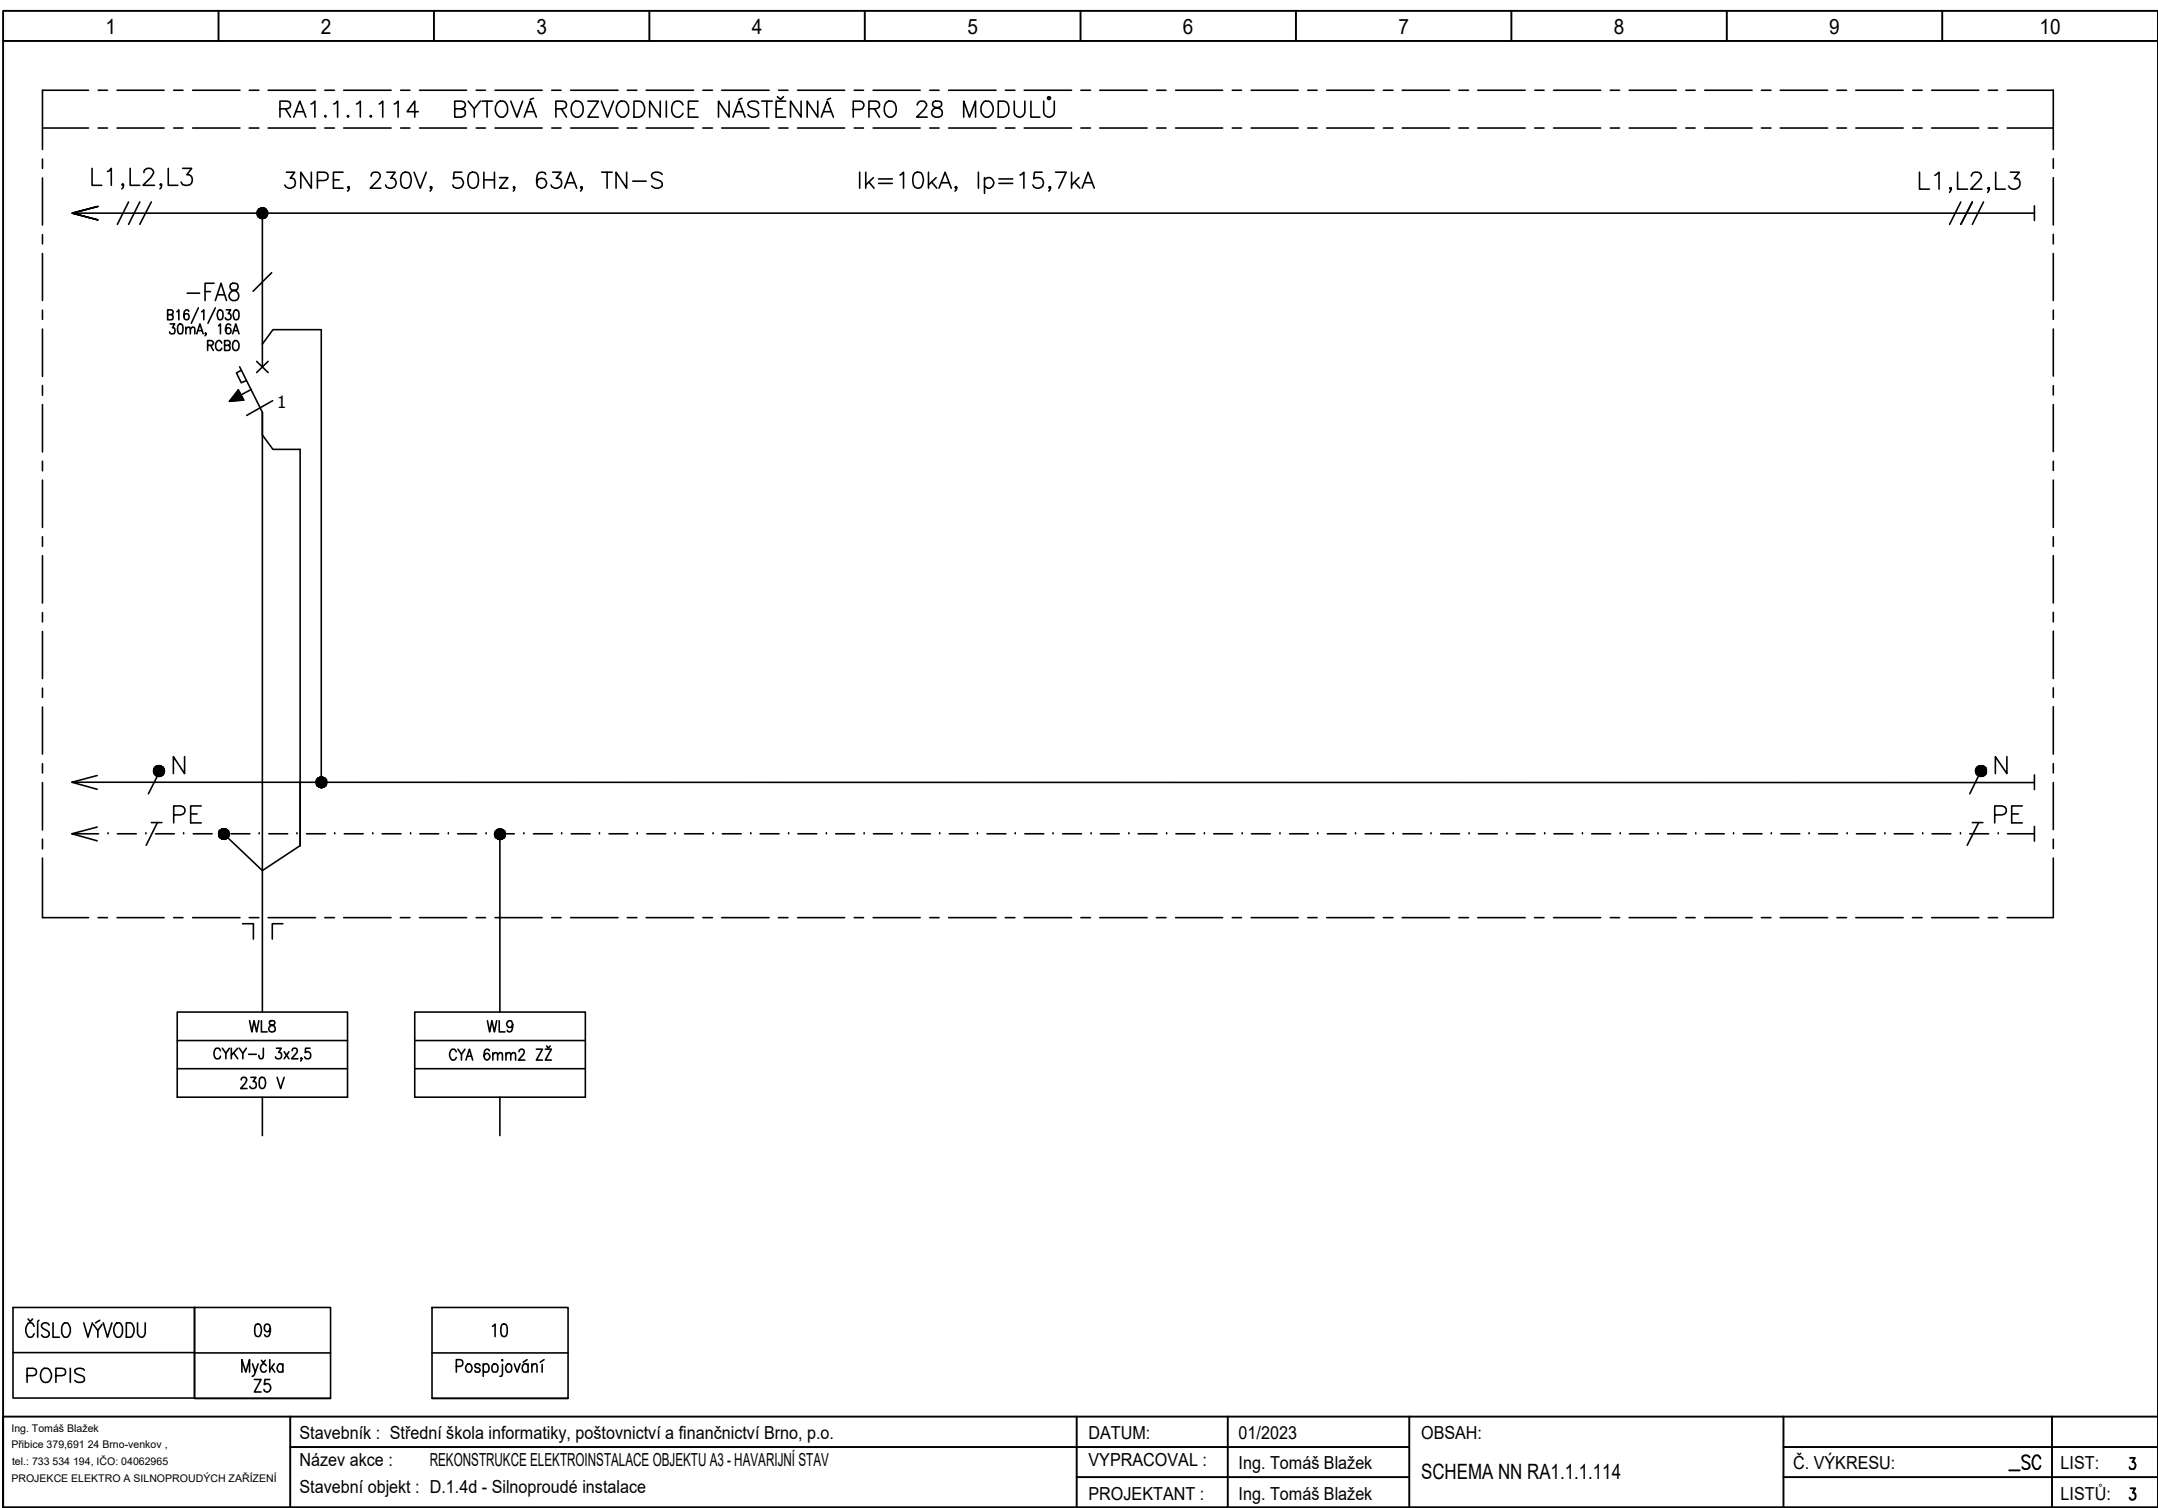 1 2 3 4 5 6 7 8 9 10
RA1.1.1.114 BYTOVÁ ROZVODNICE NÁSTĚNNÁ PRO 28 MODULŮ
L1,L2,L3 3NPE, 230V, 50Hz, 63A, TN-S Ik=10kA, Ip=15,7kA L1,L2,L3
-FA8
B16/1/030
30mA, 16A
RCBO
1
N N
PE PE
WL8 WL9
CYKY-J 3x2,5 CYA 6mm2 ZŽ
230 V
ČÍSLO VÝVODU 09 10
POPIS Myčka Pospojování
Z5
Ing. Tomáš Blažek
Přibice 379,691 24 Brno-venkov ,
tel.: 733 534 194, IČO: 04062965
PROJEKCE ELEKTRO A SILNOPROUDÝCH ZAŘÍZENÍ
Stavebník : Střední škola informatiky, poštovnictví a finančnictví Brno, p.o.
Název akce : REKONSTRUKCE ELEKTROINSTALACE OBJEKTU A3 - HAVARIJNÍ STAV
Stavební objekt : D.1.4d - Silnoproudé instalace
DATUM: 01/2023
VYPRACOVAL : Ing. Tomáš Blažek
PROJEKTANT : Ing. Tomáš Blažek
OBSAH:
SCHEMA NN RA1.1.1.114
Č. VÝKRESU: _SC
LIST: 3
LISTŮ: 3